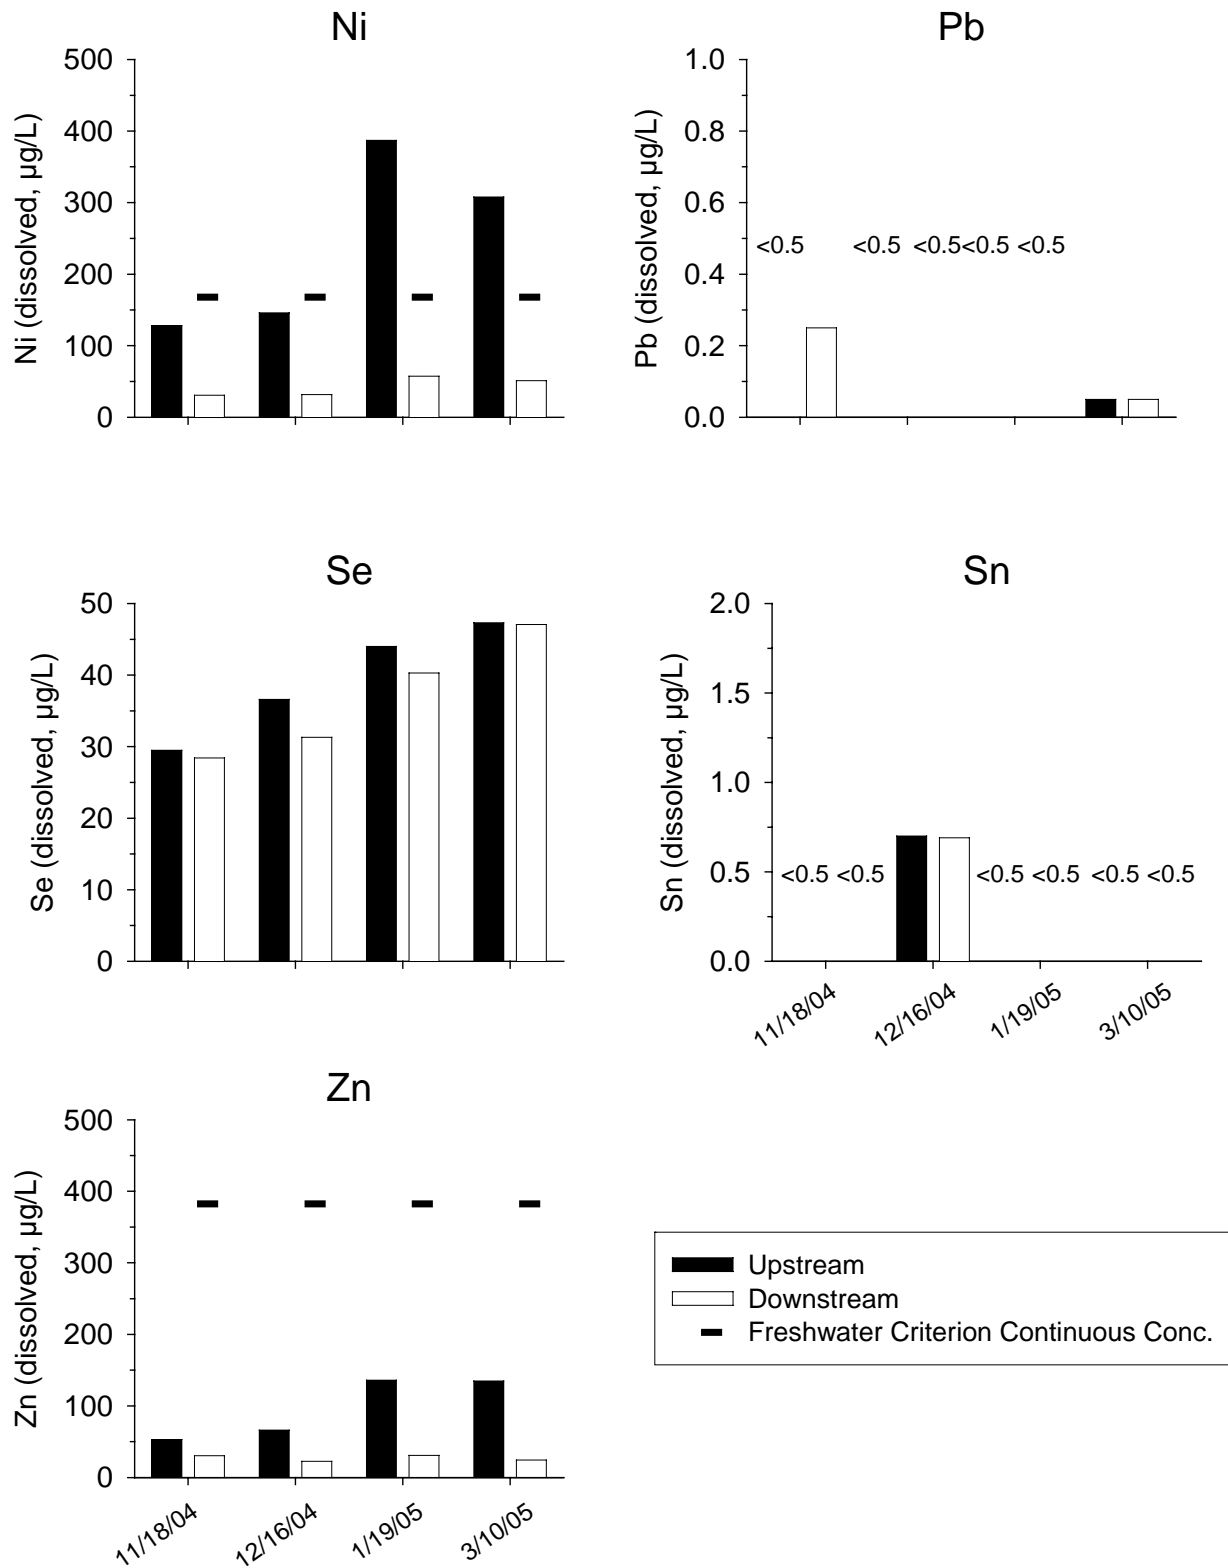 Ni
500
400
300
200
100
0
Ni (dissolved, µg/L)
Pb
1.0
0.8
0.6
0.4
0.2
0.0
Pb (dissolved, µg/L)
<0.5 <0.5 <0.5 <0.5 <0.5
Se
50
40
30
20
10
0
Se (dissolved, µg/L)
Sn
2.0
1.5
1.0
0.5
0.0
Sn (dissolved, µg/L)
<0.5 <0.5 <0.5 <0.5 <0.5 <0.5
11/18/04
12/16/04
1/19/05
3/10/05
Zn
500
400
300
200
100
0
Zn (dissolved, µg/L)
11/18/04
12/16/04
1/19/05
3/10/05
Upstream
Downstream
Freshwater Criterion Continuous Conc.